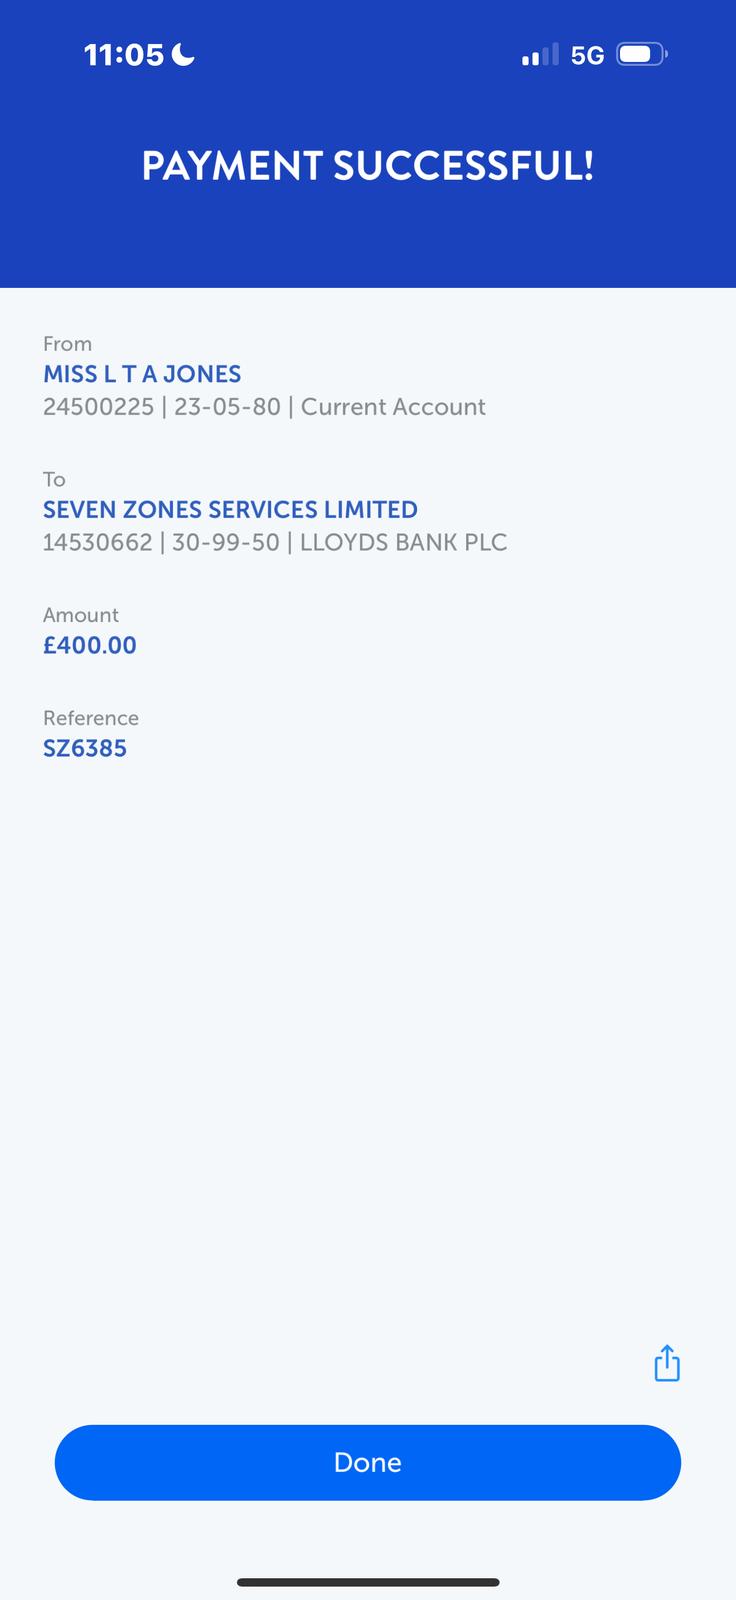 11:05
5G
PAYMENT SUCCESSFUL!
From
MISS L T A JONES
24500225 | 23-05-80 | Current Account
To
SEVEN ZONES SERVICES LIMITED
14530662 | 30-99-50 | LLOYDS BANK PLC
Amount
£400.00
Reference
SZ6385
Done